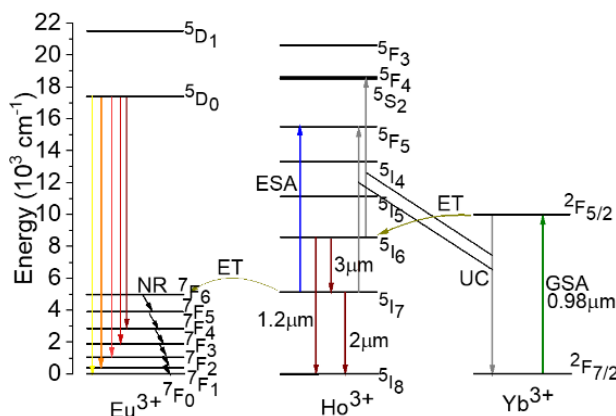 Energy (10³ cm⁻¹)
22
20
18
16
14
12
10
8
6
4
2
0
⁵D₁
⁵D₀
⁷F₆
⁷F₅
⁷F₄
⁷F₃
⁷F₂
⁷F₁
⁷F₀
NR
ET
Eu³⁺
⁵F₃
⁵F₄
⁵S₂
⁵F₅
⁵I₄
⁵I₅
⁵I₆
⁵I₇
⁵I₈
ESA
3μm
1.2μm
2μm
Ho³⁺
ET
UC
²F₅/₂
GSA
0.98μm
²F₇/₂
Yb³⁺